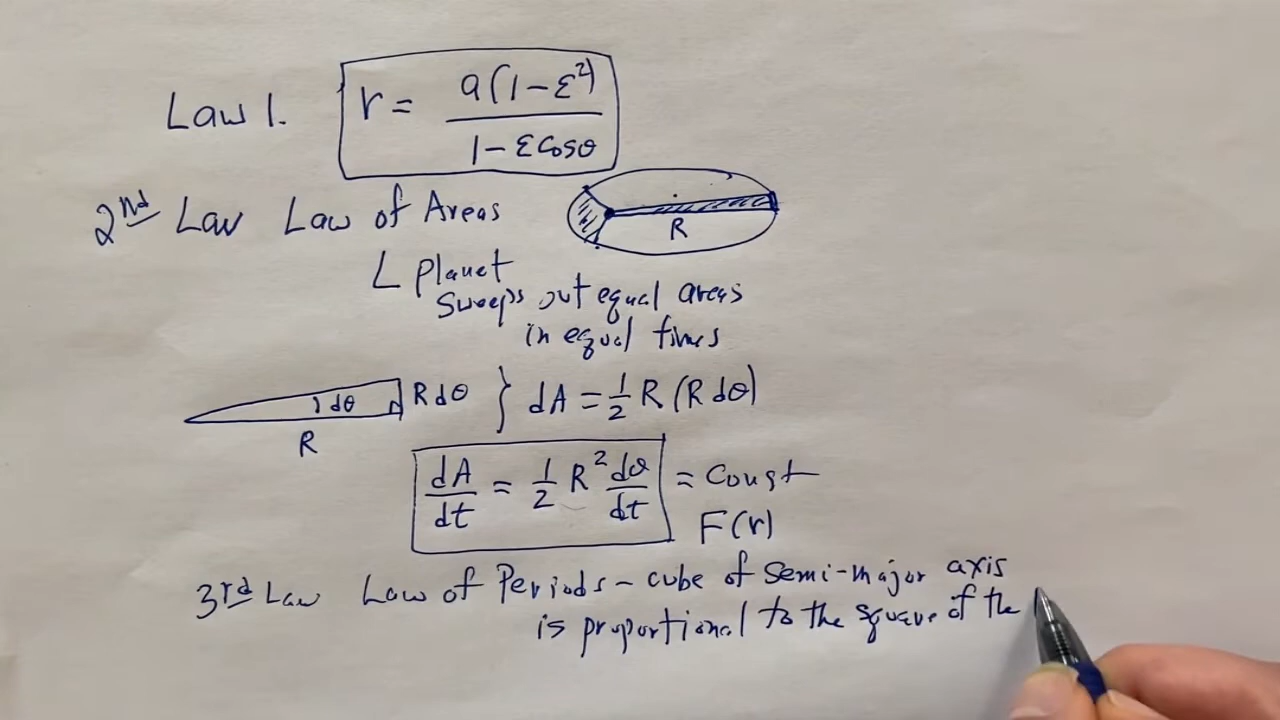 Law 1. r = a(1-ε²) / 1-εcosθ
2nd Law Law of Areas
R
L planet
sweeps out equal areas
in equal times
dθ Rdθ } dA = 1/2 R (R dθ)
R
dA/dt = 1/2 R² dθ/dt = const
F(r)
3rd Law Law of Periods - cube of semi-major axis
is proportional to the square of the